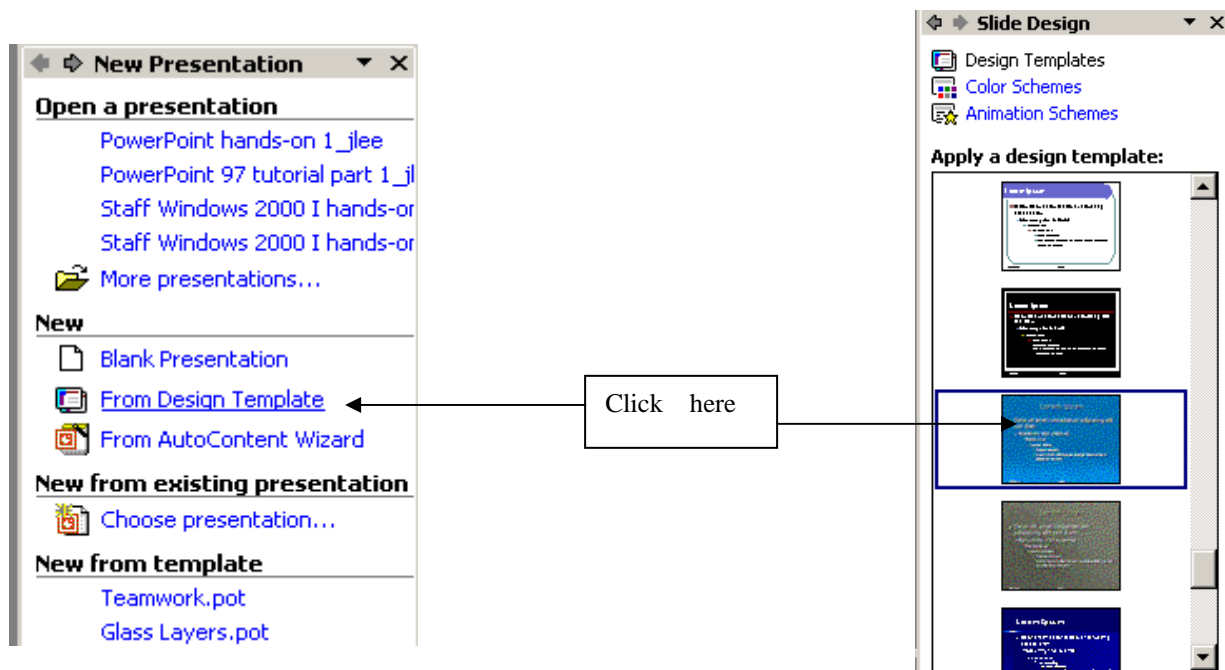 New Presentation
Open a presentation
PowerPoint hands-on 1_jlee
PowerPoint 97 tutorial part 1_jl
Staff Windows 2000 I hands-or
Staff Windows 2000 I hands-or
More presentations...
New
Blank Presentation
From Design Template
From AutoContent Wizard
New from existing presentation
Choose presentation...
New from template
Teamwork.pot
Glass Layers.pot
Click here
Slide Design
Design Templates
Color Schemes
Animation Schemes
Apply a design template: